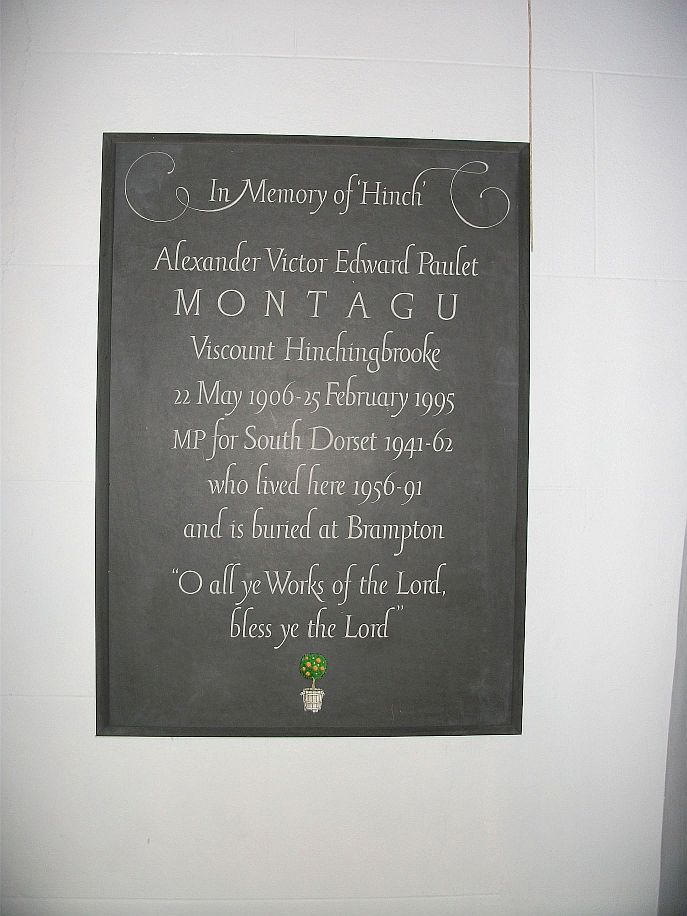 In Memory of 'Hinch'
Alexander Victor Edward Paulet
MONTAGU
Viscount Hinchingbrooke
22 May 1906-25 February 1995
MP for South Dorset 1941-62
who lived here 1956-91
and is buried at Brampton
"O all ye Works of the Lord,
bless ye the Lord"